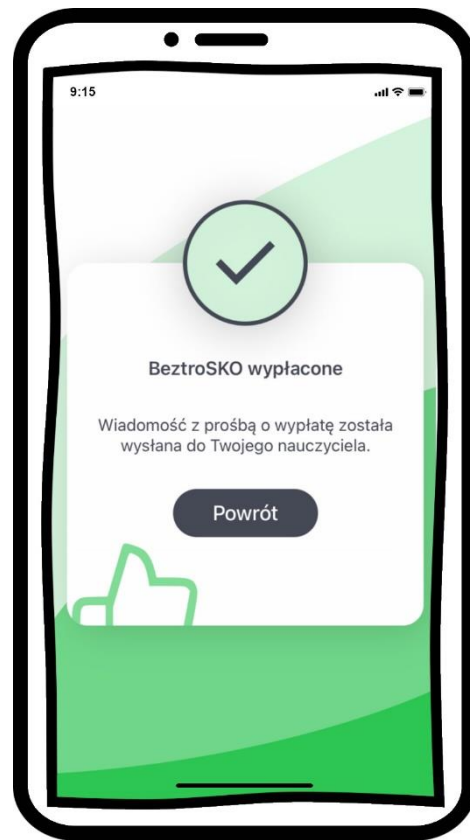 9:15
BeztroSKO wypłacone
Wiadomość z prośbą o wypłatę została
wysłana do Twojego nauczyciela.
Powrót